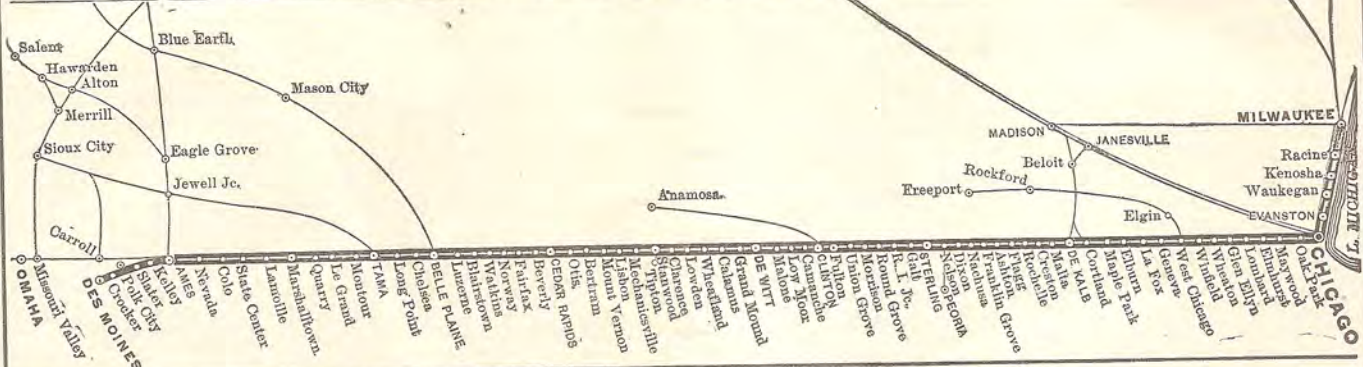 Salem
Hawarden
Alton
Merrill
Sioux City
Blue Earth
Mason City
Eagle Grove
Jewell Jc.
Carroll
Anamosa
MADISON
JANESVILLE
Beloit
Rockford
Freeport
Elgin
MILWAUKEE
Racine
Kenosha
Waukegan
EVANSTON
L. MICHIGAN
CHICAGO
OMAHA
Missouri Valley
DES MOINES
Crocker
Polk City
Slater
Kelley
AMES
Nevada
Colo
State Center
Lamoille
Marshalltown
Quarry
Le Grand
Montour
TAMA
Long Point
Chelsea
BELLE PLAINE
Luzerne
Blairstown
Watkins
Norway
Fairfax
Beverly
CEDAR RAPIDS
Otis
Bertram
Mount Vernon
Lisbon
Mechanicsville
Tipton
Stanwood
Clarence
Lowden
Wheatland
Calamus
Grand Mound
DE WITT
Malone
Low Moor
Camanche
CLINTON
Fulton
Union Grove
Morrison
Round Grove
R. I. Jc.
Galt
STERLING
Nelson
PEORIA
Dixon
Nachusa
Franklin Grove
Ashton
Flagg
Rochelle
Creston
Malta
DE KALB
Cortland
Maple Park
Elburn
La Fox
Geneva
West Chicago
Winfield
Wheaton
Glen Ellyn
Lombard
Elmhurst
Maywood
Oak Park